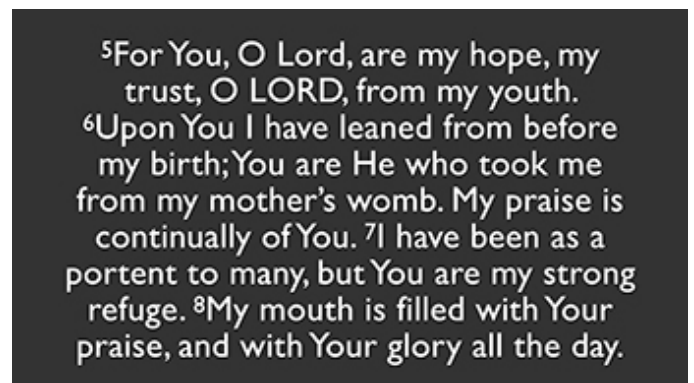 ⁵For You, O Lord, are my hope, my
trust, O LORD, from my youth.
⁶Upon You I have leaned from before
my birth; You are He who took me
from my mother’s womb. My praise is
continually of You. ⁷I have been as a
portent to many, but You are my strong
refuge. ⁸My mouth is filled with Your
praise, and with Your glory all the day.